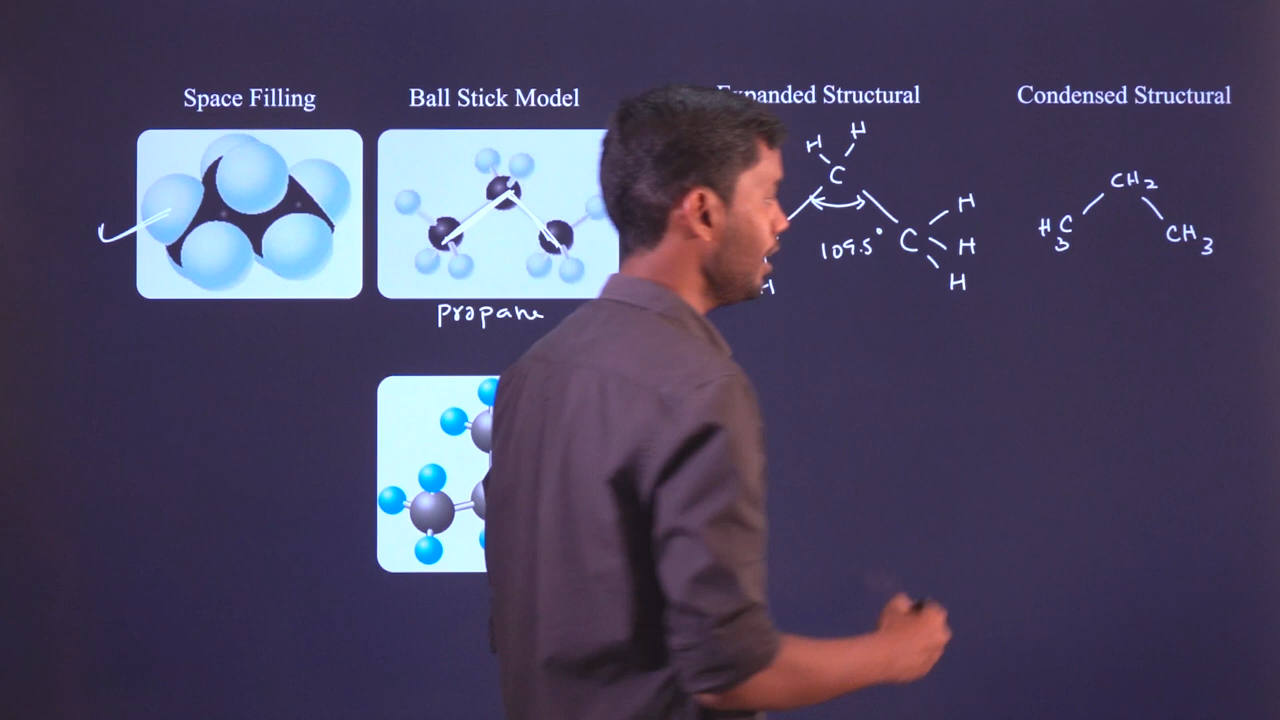 Space Filling
Ball Stick Model
Expanded Structural
Condensed Structural
propane
H H
C
109.5°
C
H
H
H
H
CH2
H3C
CH3